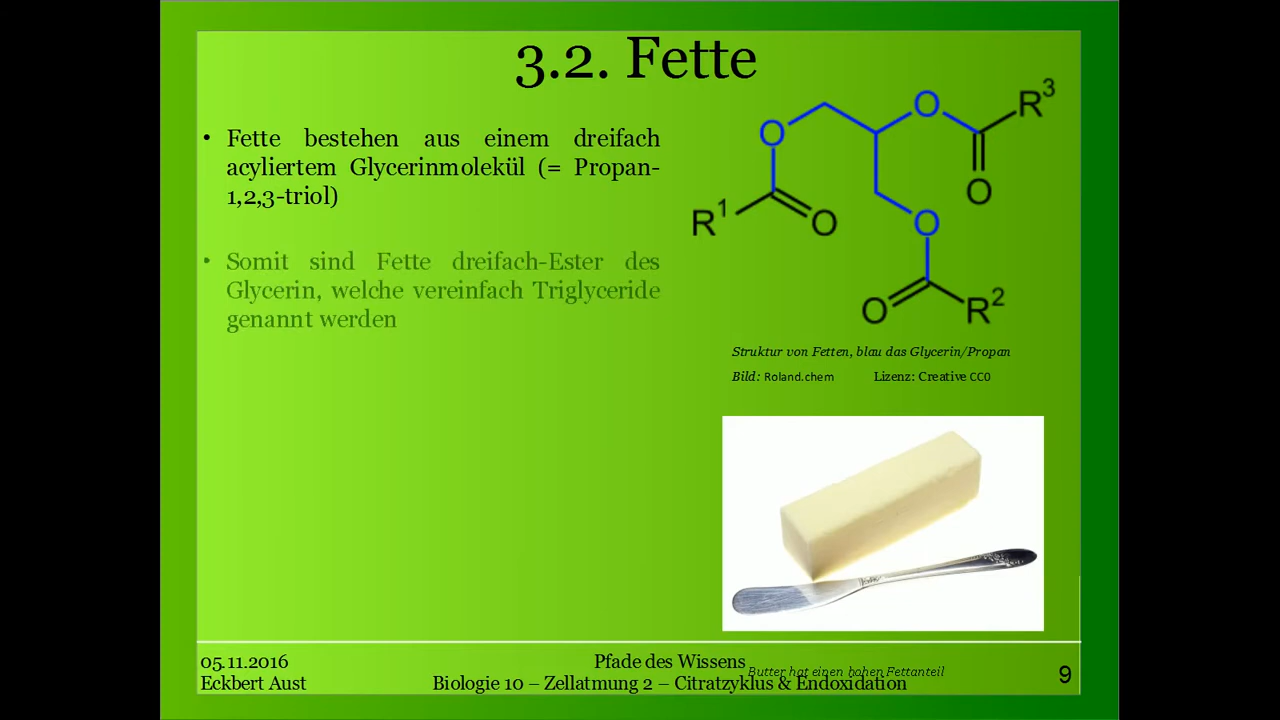 3.2. Fette
• Fette bestehen aus einem dreifach
acyliertem Glycerinmolekül (= Propan-
1,2,3-triol)
• Somit sind Fette dreifach-Ester des
Glycerin, welche vereinfach Triglyceride
genannt werden
O
O
R3
R1
O
O
O
O
R2
Struktur von Fetten, blau das Glycerin/Propan
Bild: Roland.chem Lizenz: Creative CC0
05.11.2016
Eckbert Aust
Pfade des Wissens
Butter hat einen hohen Fettanteil
Biologie 10 – Zellatmung 2 – Citratzyklus & Endoxidation
9